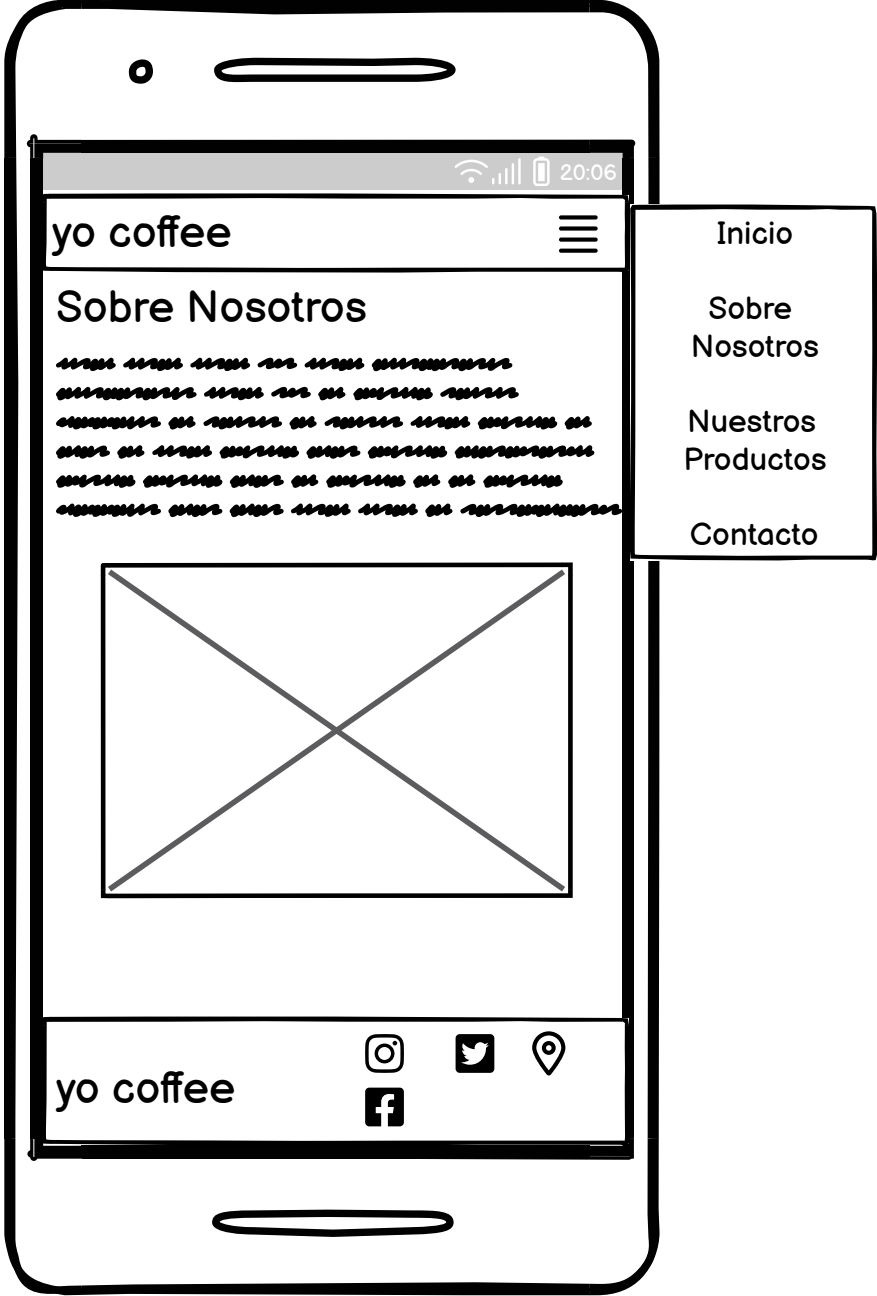 20:06
yo coffee
Inicio
Sobre
Nosotros
Nuestros
Productos
Contacto
Sobre Nosotros
yo coffee